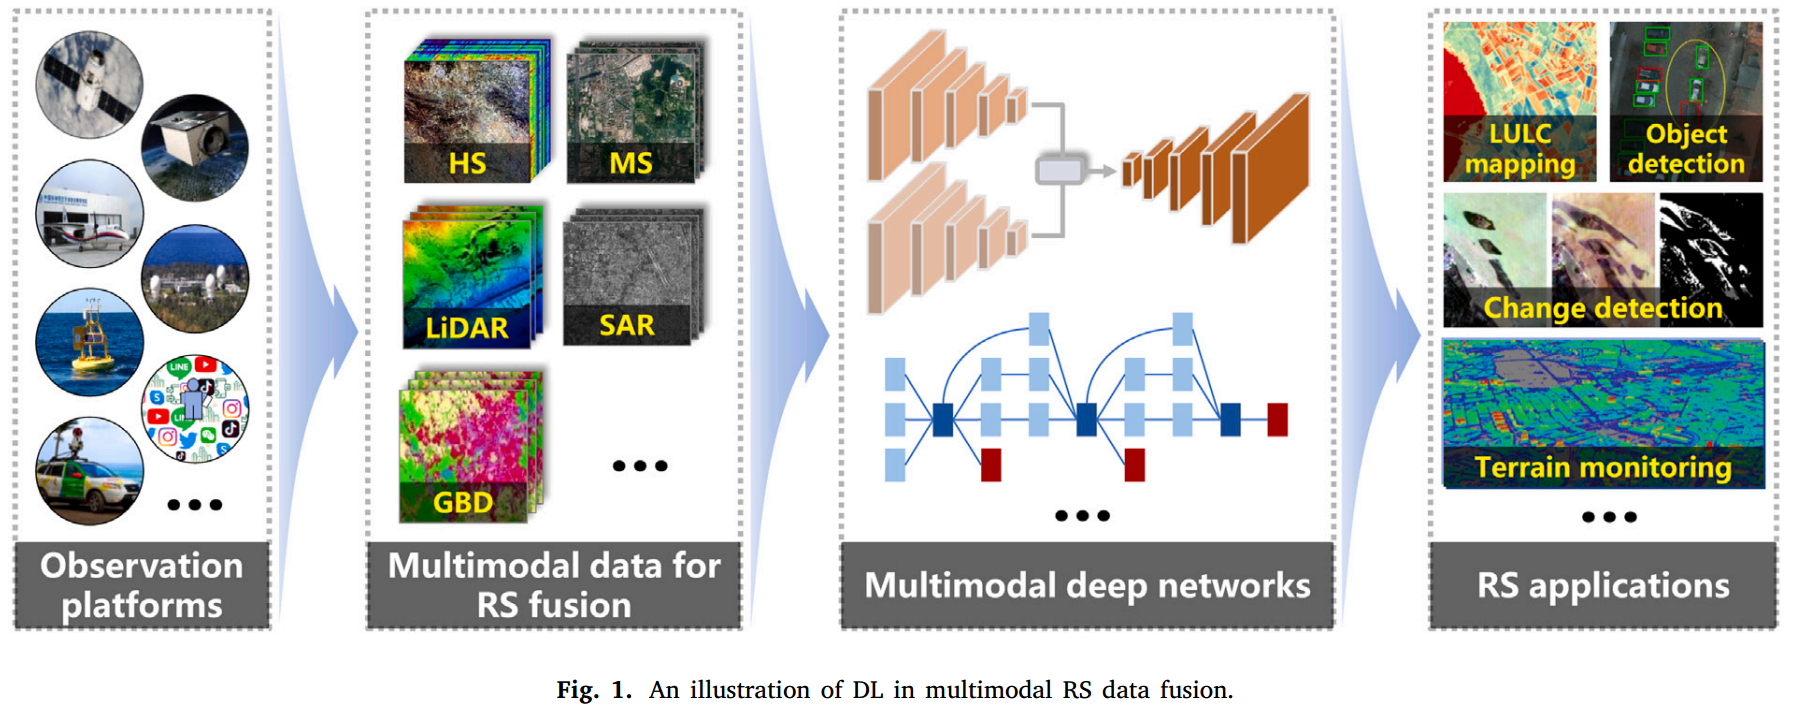 HS
MS
LiDAR
SAR
GBD
LULC
mapping
Object
detection
Change detection
Terrain monitoring
LINE
Observation
platforms
Multimodal data for
RS fusion
Multimodal deep networks
RS applications
Fig. 1. An illustration of DL in multimodal RS data fusion.